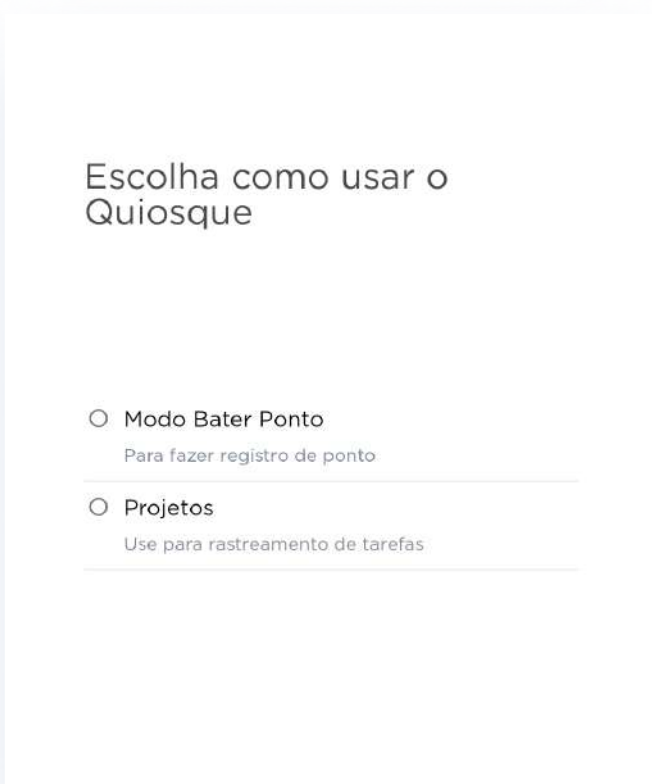 Escolha como usar o
Quiosque
Modo Bater Ponto
Para fazer registro de ponto
Projetos
Use para rastreamento de tarefas